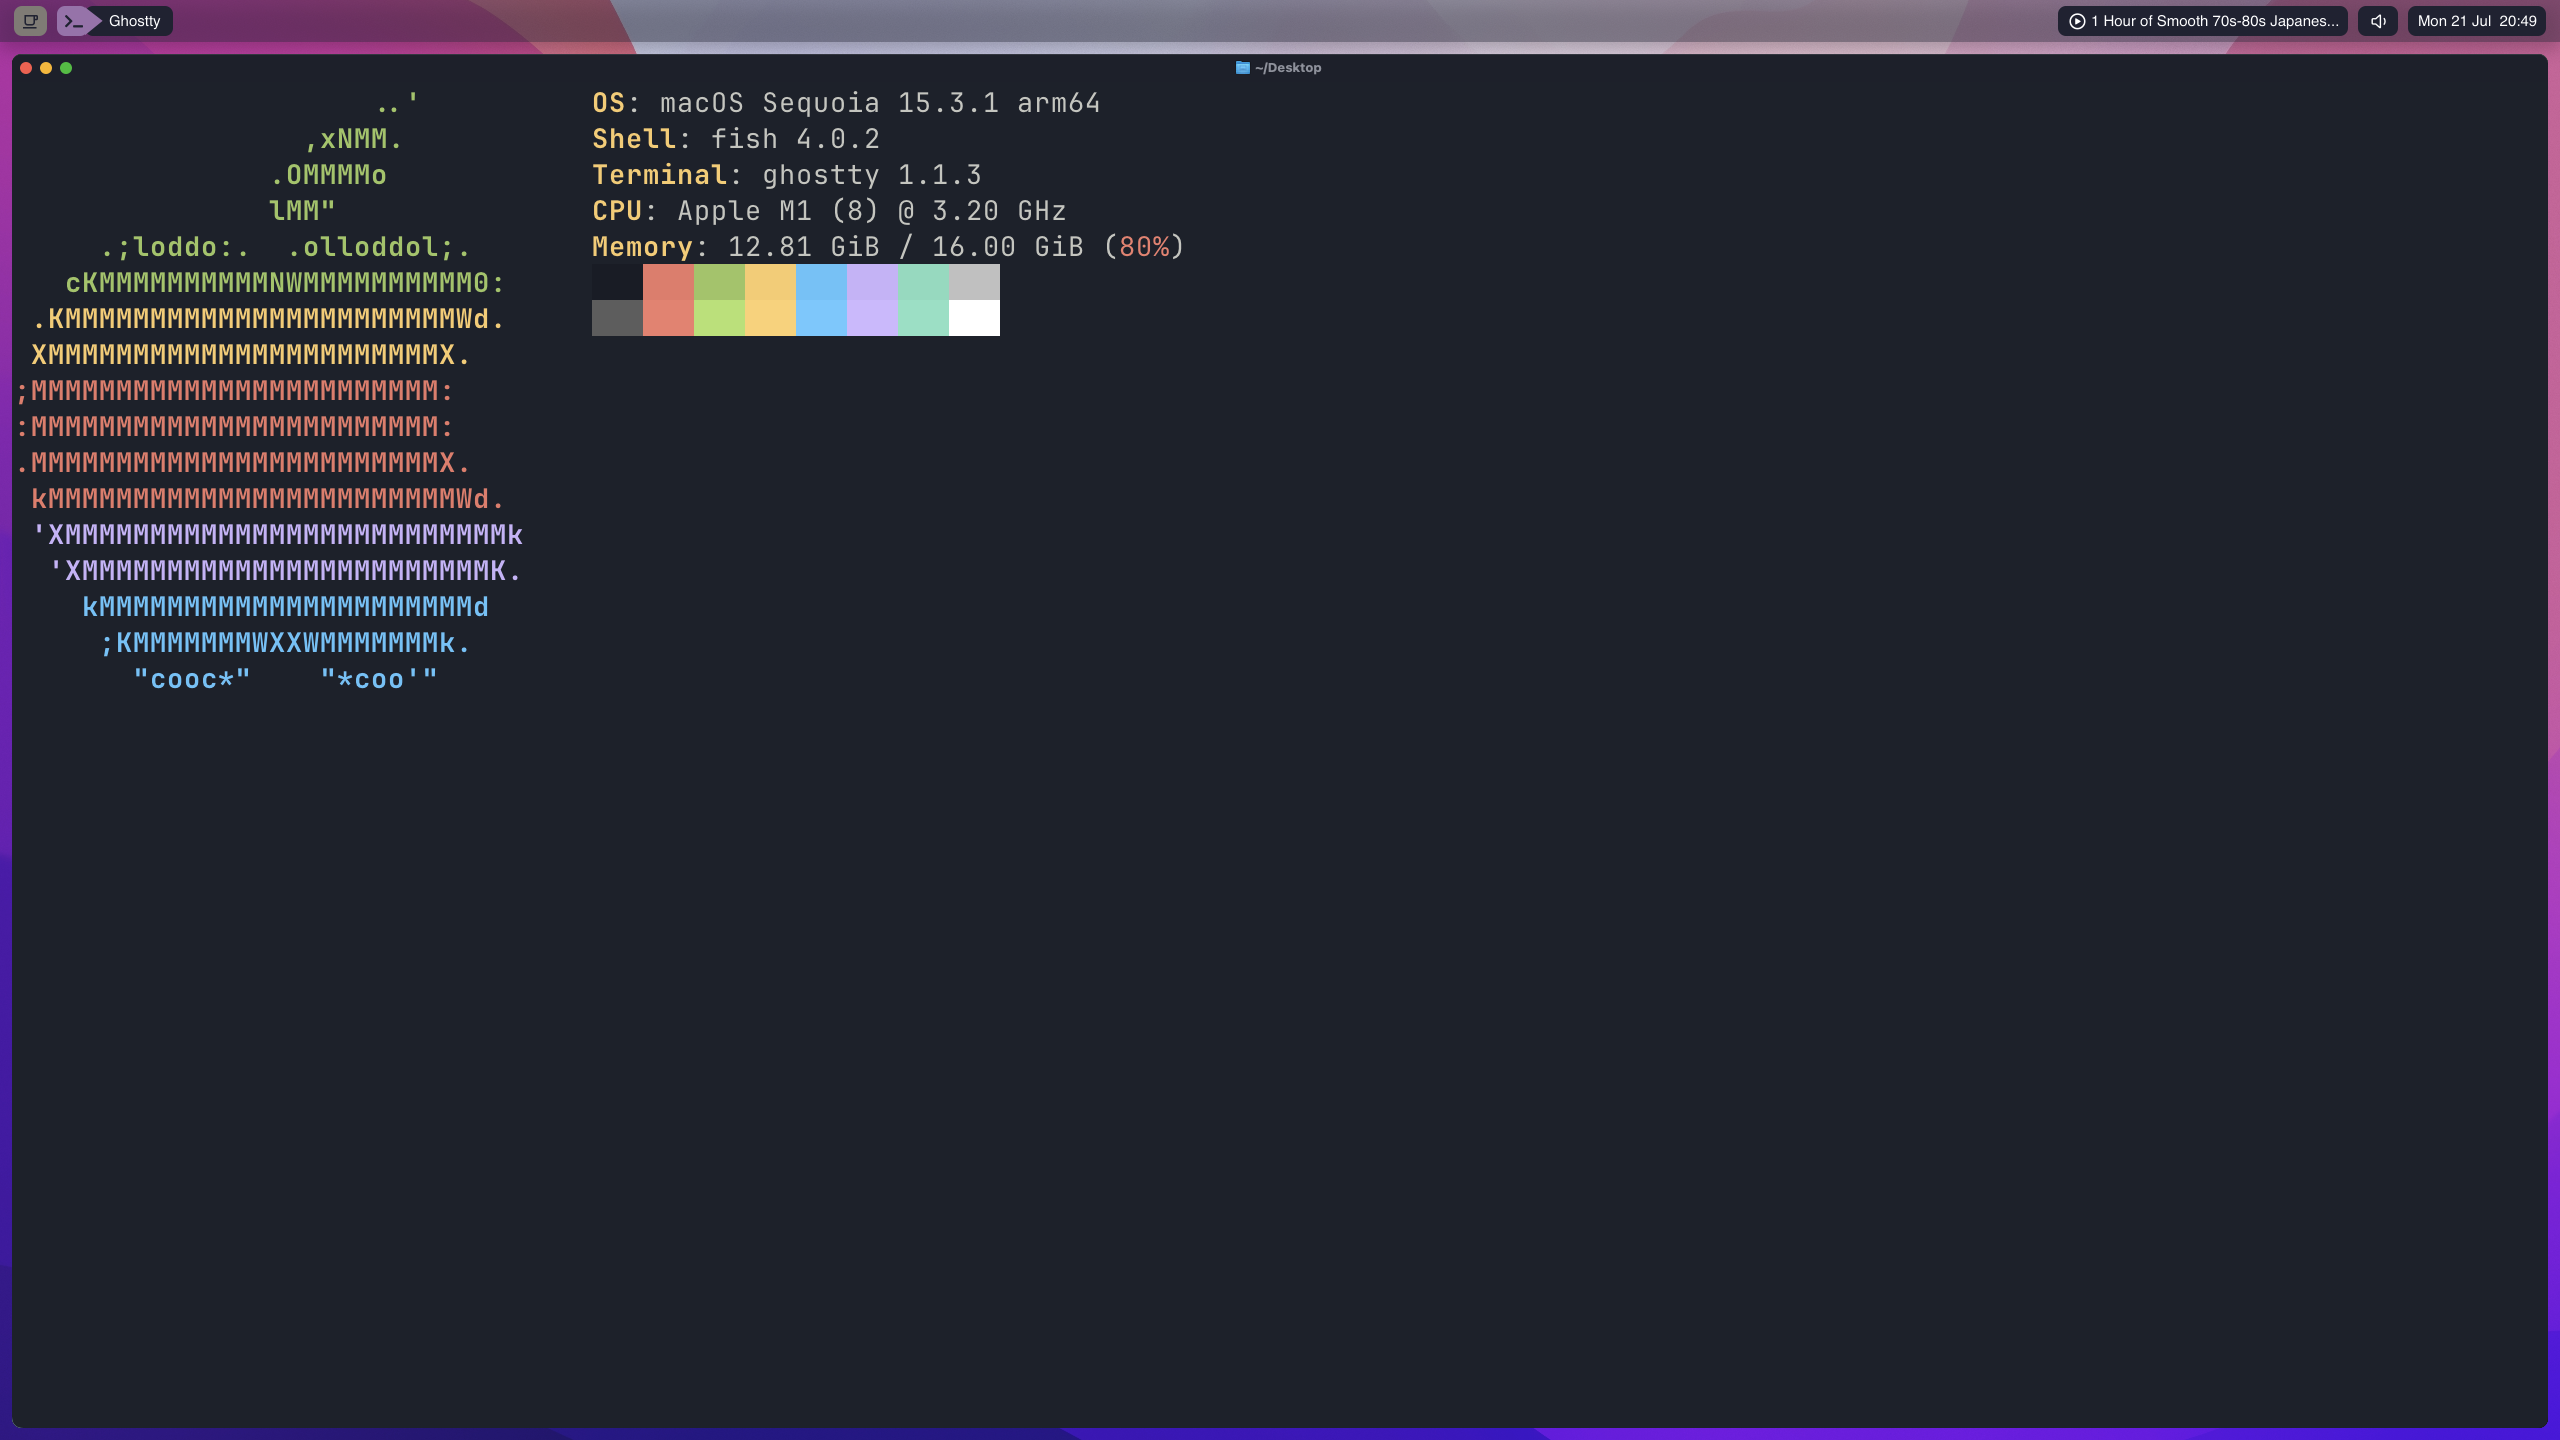 Ghostty
1 Hour of Smooth 70s-80s Japanes...
Mon 21 Jul 20:49
~/Desktop
..'
,xNMM.
.OMMMMo
lMM"
.;loddo:. .olloddol;.
cKMMMMMMMMMMNWMMMMMMMMMM0:
.KMMMMMMMMMMMMMMMMMMMMMMMWd.
XMMMMMMMMMMMMMMMMMMMMMMMX.
;MMMMMMMMMMMMMMMMMMMMMMMM:
:MMMMMMMMMMMMMMMMMMMMMMMM:
.MMMMMMMMMMMMMMMMMMMMMMMMX.
kMMMMMMMMMMMMMMMMMMMMMMMMWd.
'XMMMMMMMMMMMMMMMMMMMMMMMMMMk
'XMMMMMMMMMMMMMMMMMMMMMMMMK.
kMMMMMMMMMMMMMMMMMMMMMMd
;KMMMMMMMWXXWMMMMMMMk.
"cooc*" "*coo'"
OS: macOS Sequoia 15.3.1 arm64
Shell: fish 4.0.2
Terminal: ghostty 1.1.3
CPU: Apple M1 (8) @ 3.20 GHz
Memory: 12.81 GiB / 16.00 GiB (80%)